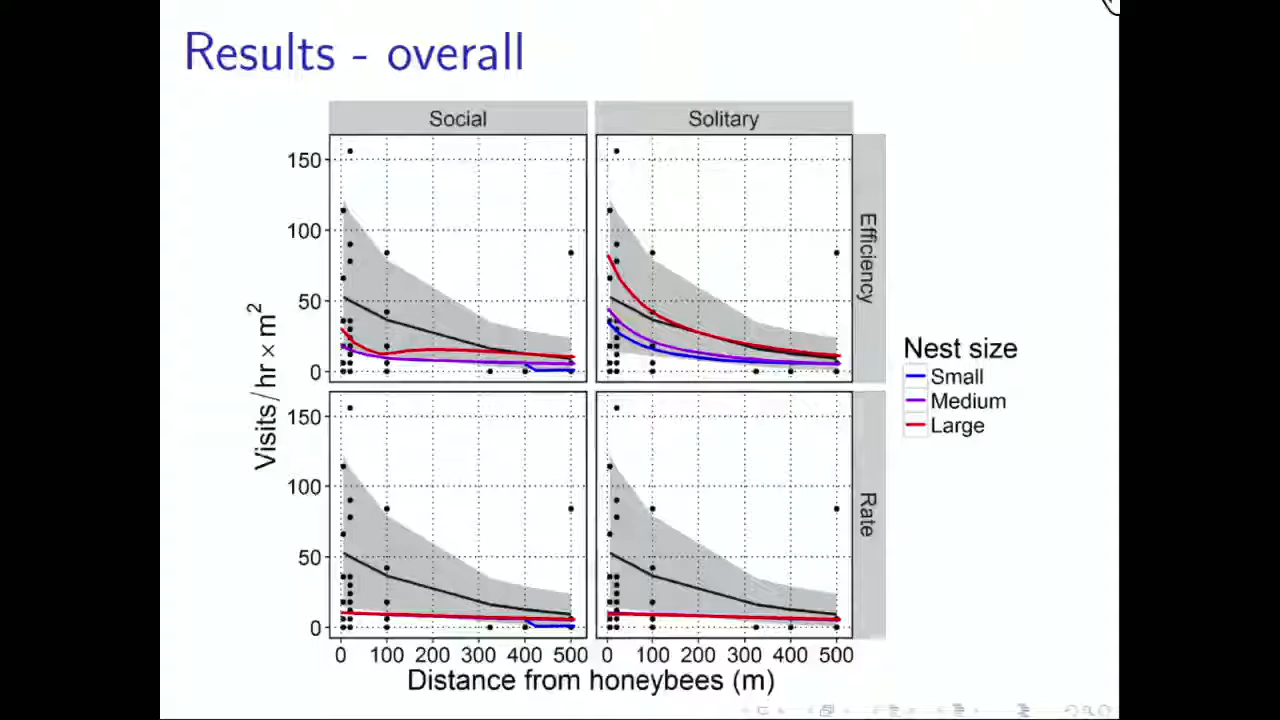 Results - overall
Social
Solitary
150
100
50
0
Efficiency
Visits/hr × m²
150
100
50
0
Rate
0 100 200 300 400 500
0 100 200 300 400 500
Distance from honeybees (m)
Nest size
Small
Medium
Large